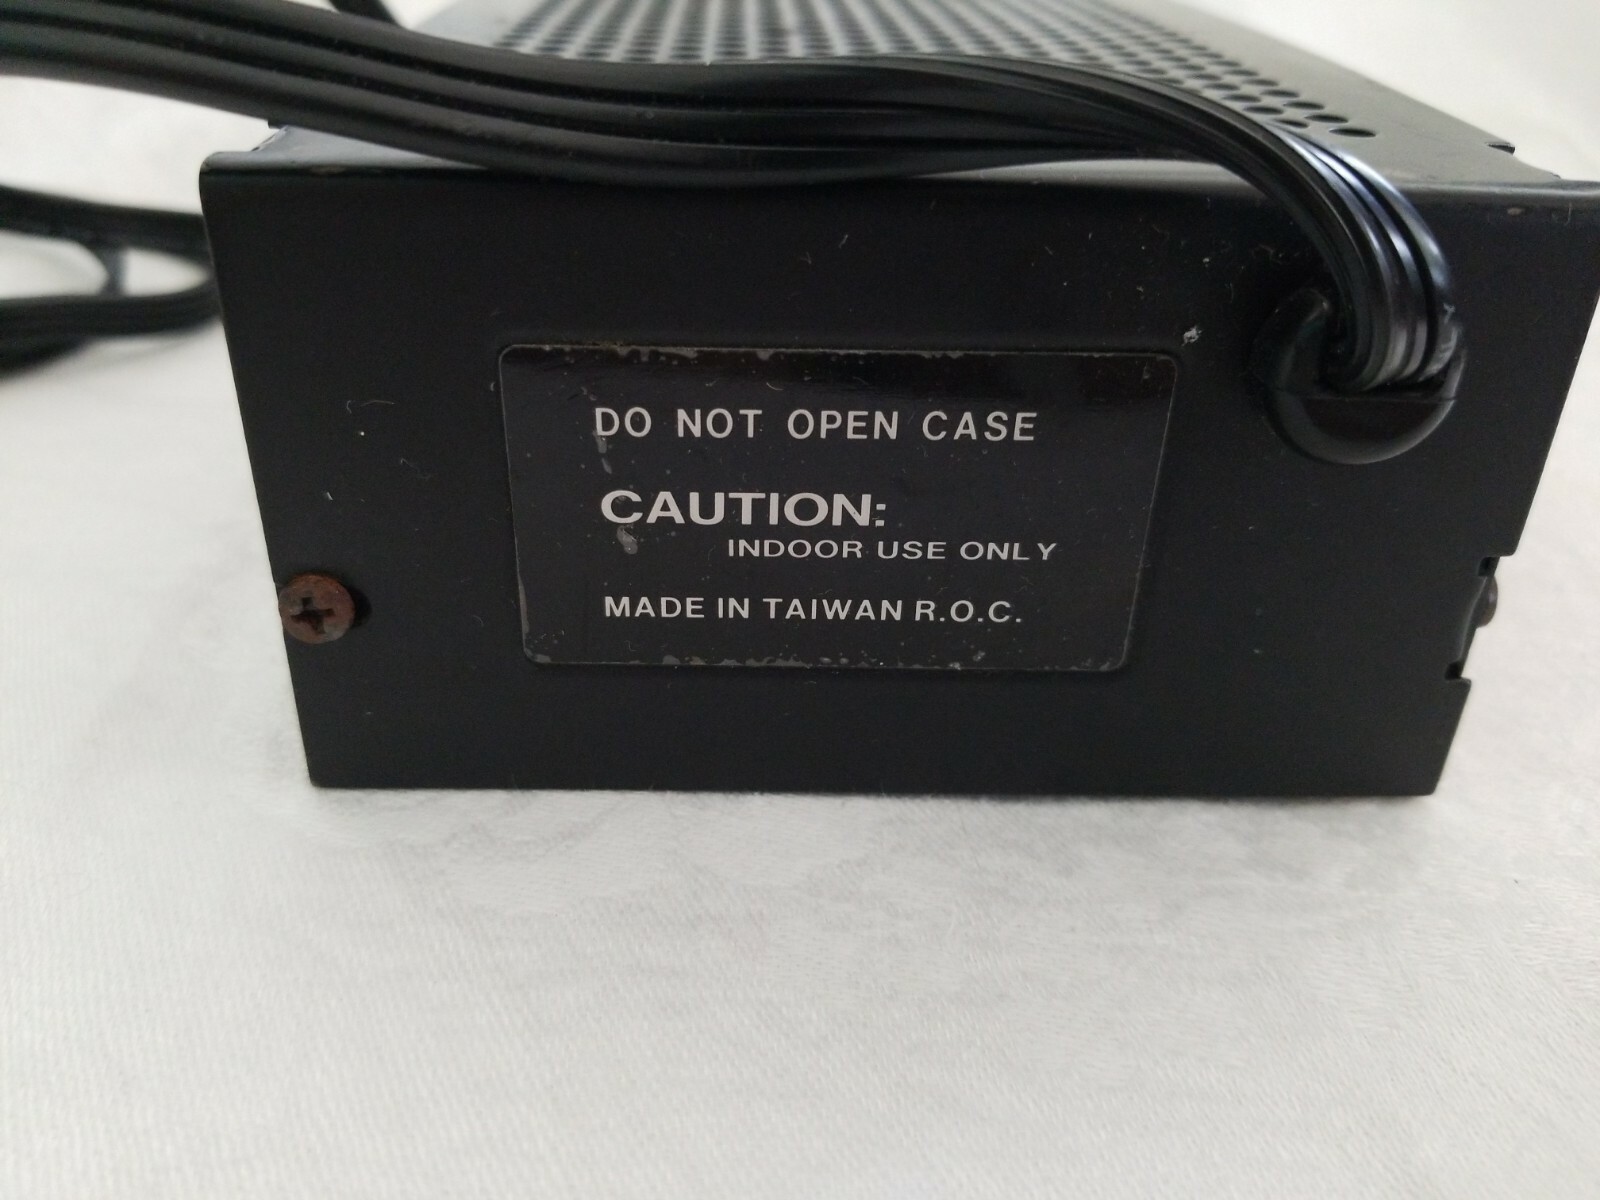 DO NOT OPEN CASE
CAUTION:
INDOOR USE ONLY
MADE IN TAIWAN R.O.C.